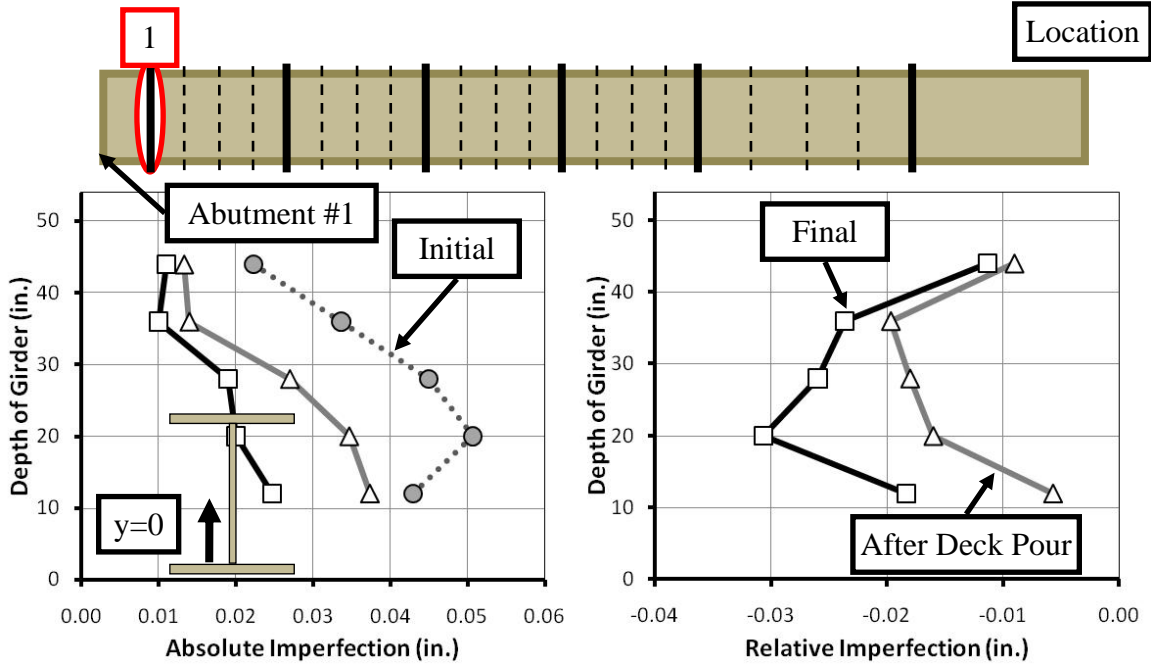 1
Location
Abutment #1
Initial
Final
After Deck Pour
y=0
Depth of Girder (in.)
50
40
30
20
10
0
0.00 0.01 0.02 0.03 0.04 0.05 0.06
Absolute Imperfection (in.)
Depth of Girder (in.)
50
40
30
20
10
0
-0.04 -0.03 -0.02 -0.01 0.00
Relative Imperfection (in.)